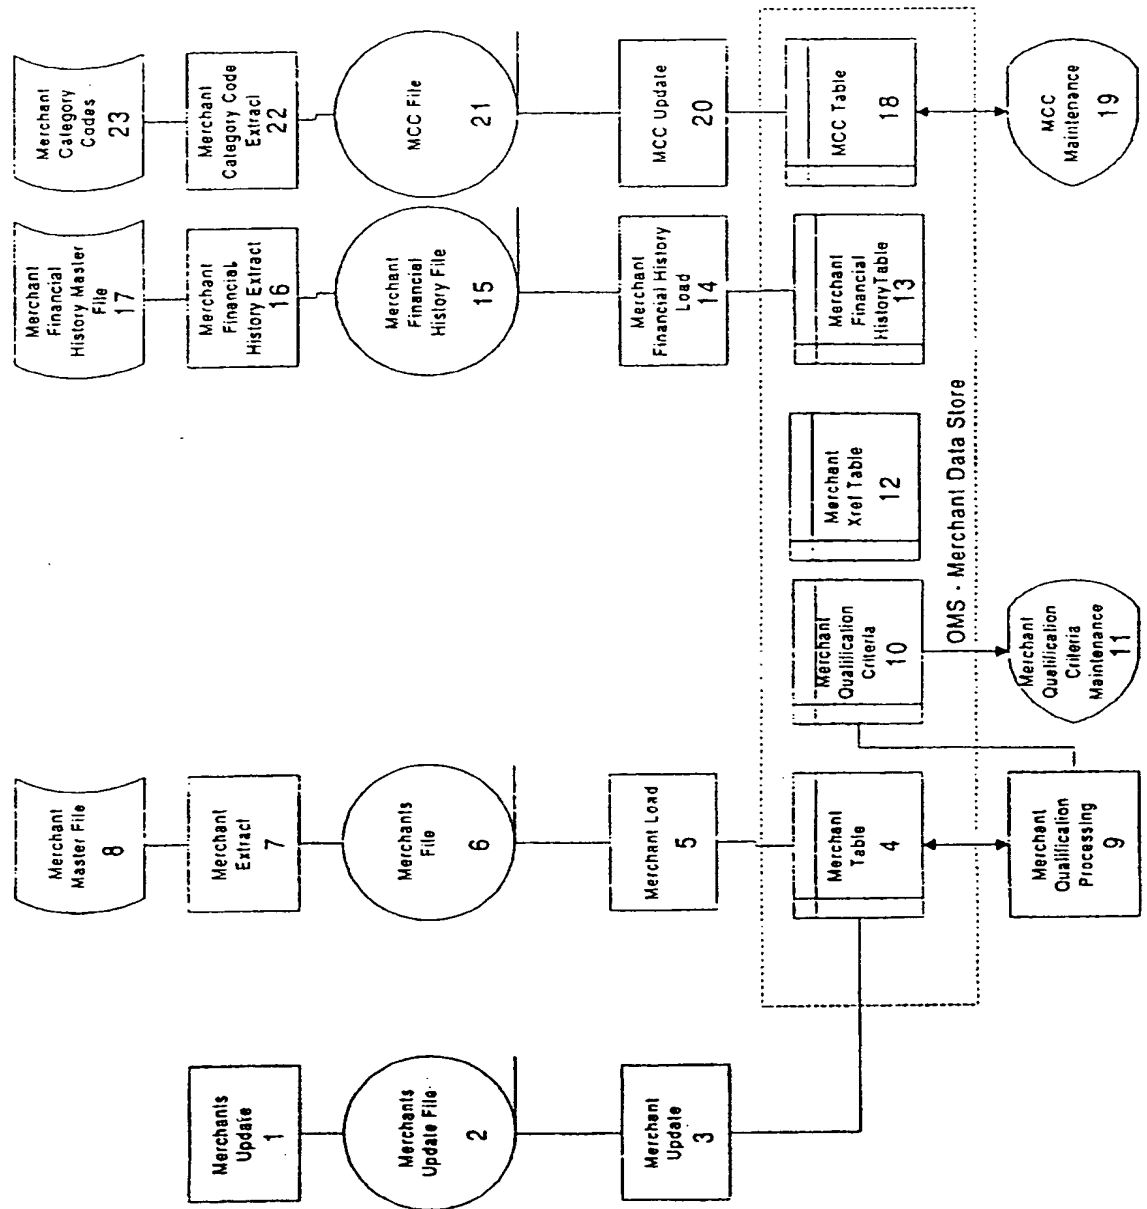 Merchant
Master File
8
Merchant
Financial
History Master
File
17
Merchant
Category
Codes
23
Merchants
Update
1
Merchant
Extract
7
Merchant
Financial
History Extract
16
Merchant
Category Code
Extract
22
Merchants
Update File
2
Merchants
File
6
Merchant
Financial
History File
15
MCC File
21
Merchant
Update
3
Merchant Load
5
Merchant
Financial History
Load
14
MCC Update
20
Merchant
Table
4
Merchant
Qualification
Criteria
10
Merchant
Xref Table
12
Merchant
Financial
History Table
13
MCC Table
18
OMS - Merchant Data Store
Merchant
Qualification
Processing
9
Merchant
Qualification
Criteria
Maintenance
11
MCC
Maintenance
19